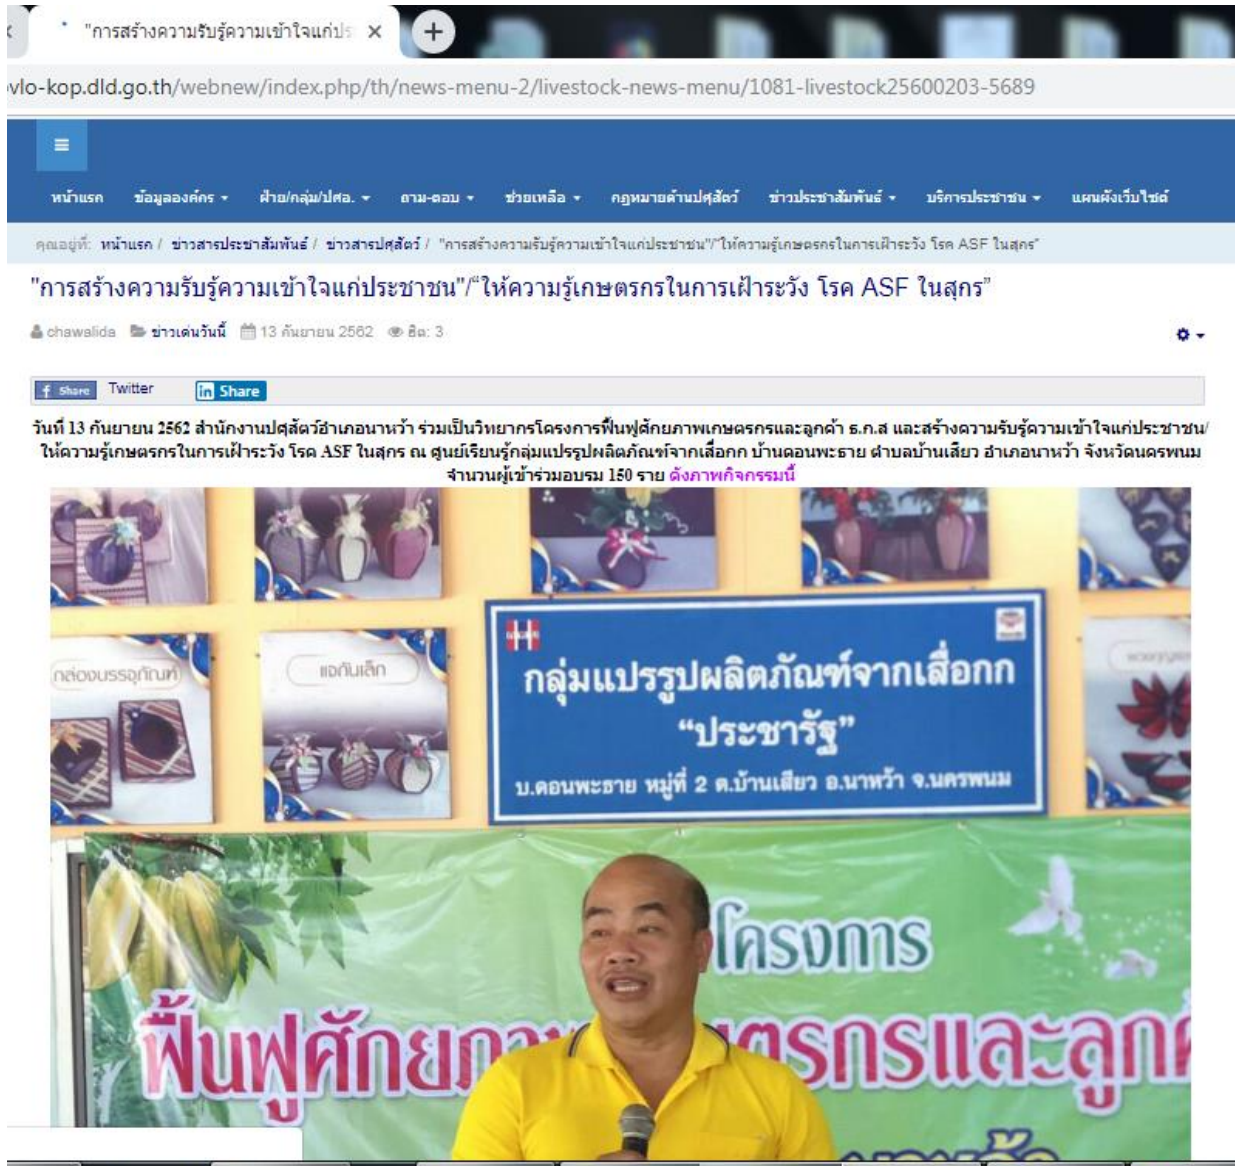 "การสร้างความรับรู้ความเข้าใจแก่ประ
vlo-kop.dld.go.th/webnew/index.php/th/news-menu-2/livestock-news-menu/1081-livestock25600203-5689
หน้าแรก ข้อมูลองค์กร ฝ่าย/กลุ่ม/ปศอ. ถาม-ตอบ ช่วยเหลือ กฎหมายด้านปศุสัตว์ ข่าวประชาสัมพันธ์ บริการประชาชน แผนผังเว็บไซต์
คุณอยู่ที่: หน้าแรก / ข่าวสารประชาสัมพันธ์ / ข่าวสารปศุสัตว์ / "การสร้างความรับรู้ความเข้าใจแก่ประชาชน"/"ให้ความรู้เกษตรกรในการเฝ้าระวัง โรค ASF ในสุกร"
"การสร้างความรับรู้ความเข้าใจแก่ประชาชน"/“ให้ความรู้เกษตรกรในการเฝ้าระวัง โรค ASF ในสุกร”
chawalida ข่าวเด่นวันนี้ 13 กันยายน 2562 ฮิต: 3
f Share Twitter in Share
วันที่ 13 กันยายน 2562 สำนักงานปศุสัตว์อำเภอนานหว้า ร่วมเป็นวิทยากรโครงการฟื้นฟูศักยภาพเกษตรกรและลูกค้า ธ.ก.ส และสร้างความรับรู้ความเข้าใจแก่ประชาชน/
ให้ความรู้เกษตรกรในการเฝ้าระวัง โรค ASF ในสุกร ณ ศูนย์เรียนรู้กลุ่มแปรรูปผลิตภัณฑ์จากเสื่อกก บ้านดอนพะธาย ตำบลบ้านเสียว อำเภอนาหว้า จังหวัดนครพนม
จำนวนผู้เข้าร่วมอบรม 150 ราย ดังภาพกิจกรรมนี้
กล่องบรรจุภัณฑ์
แจกันเล็ก
กลุ่มแปรรูปผลิตภัณฑ์จากเสื่อกก
“ประชารัฐ”
บ.ดอนพะธาย หมู่ที่ 2 ต.บ้านเสียว อ.นาหว้า จ.นครพนม
โครงการ
ฟื้นฟูศักยภา ตรกรและลูกค้